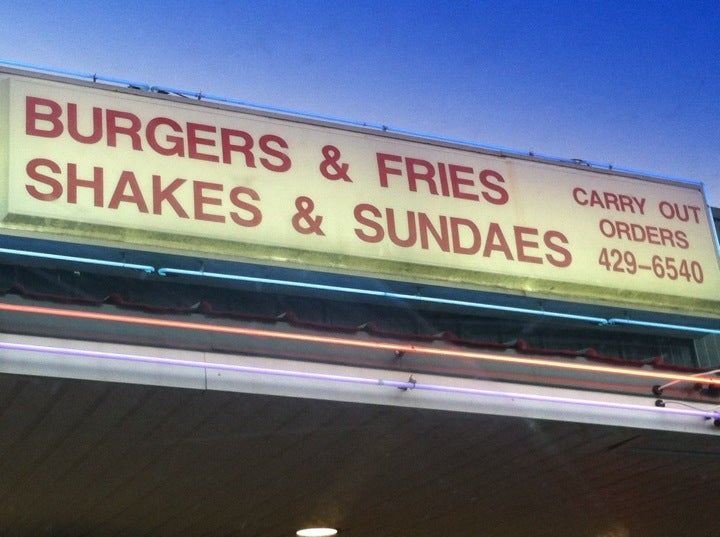 BURGERS & FRIES
SHAKES & SUNDAES
CARRY OUT
ORDERS
429-6540